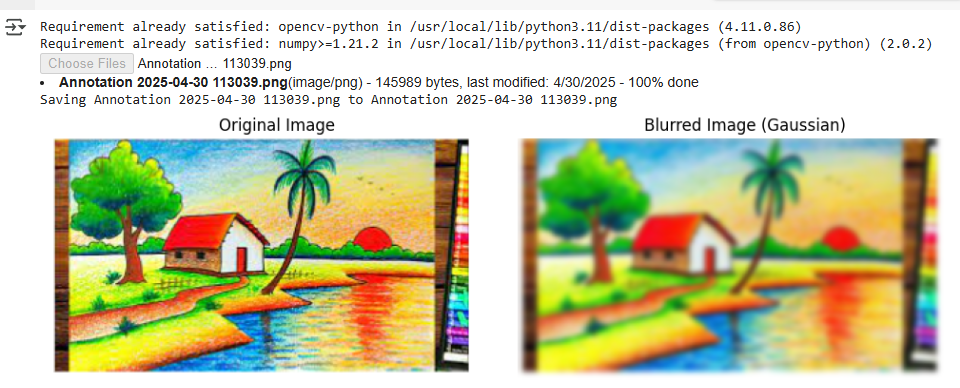 Requirement already satisfied: opencv-python in /usr/local/lib/python3.11/dist-packages (4.11.0.86)
Requirement already satisfied: numpy>=1.21.2 in /usr/local/lib/python3.11/dist-packages (from opencv-python) (2.0.2)
Choose Files Annotation … 113039.png
• Annotation 2025-04-30 113039.png(image/png) - 145989 bytes, last modified: 4/30/2025 - 100% done
Saving Annotation 2025-04-30 113039.png to Annotation 2025-04-30 113039.png
Original Image
Blurred Image (Gaussian)